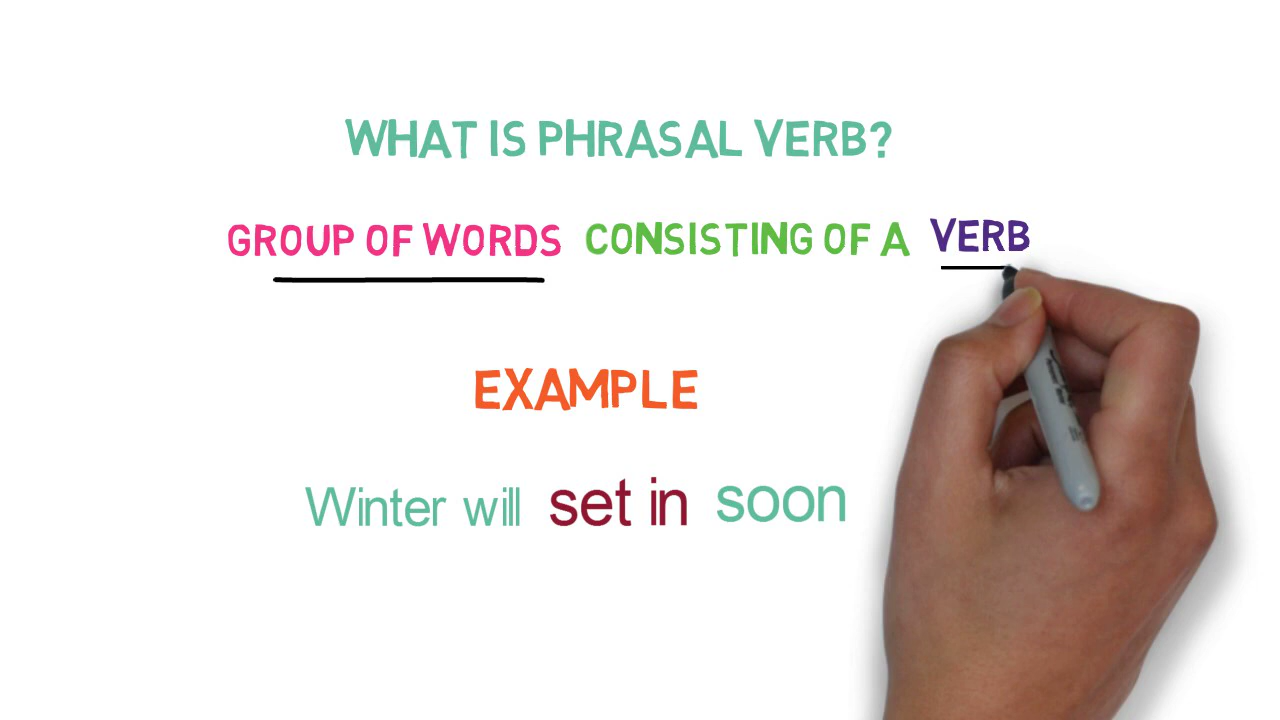 WHAT IS PHRASAL VERB?
GROUP OF WORDS CONSISTING OF A VERB
EXAMPLE
Winter will set in soon